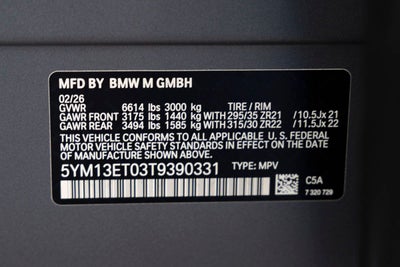 MFD BY BMW M GMBH
02/26
GVWR 6614 lbs 3000 kg TIRE / RIM
GAWR FRONT 3175 lbs 1440 kg WITH 295/35 ZR21 /10.5Jx 21
GAWR REAR 3494 lbs 1585 kg WITH 315/30 ZR22 /11.5Jx 22
THIS VEHICLE CONFORMS TO ALL APPLICABLE U. S. FEDERAL
MOTOR VEHICLE SAFETY STANDARDS IN EFFECT ON THE DATE OF
MANUFACTURE SHOWN ABOVE.
5YM13ET03T9390331 TYPE: MPV
C5A
7 320 729